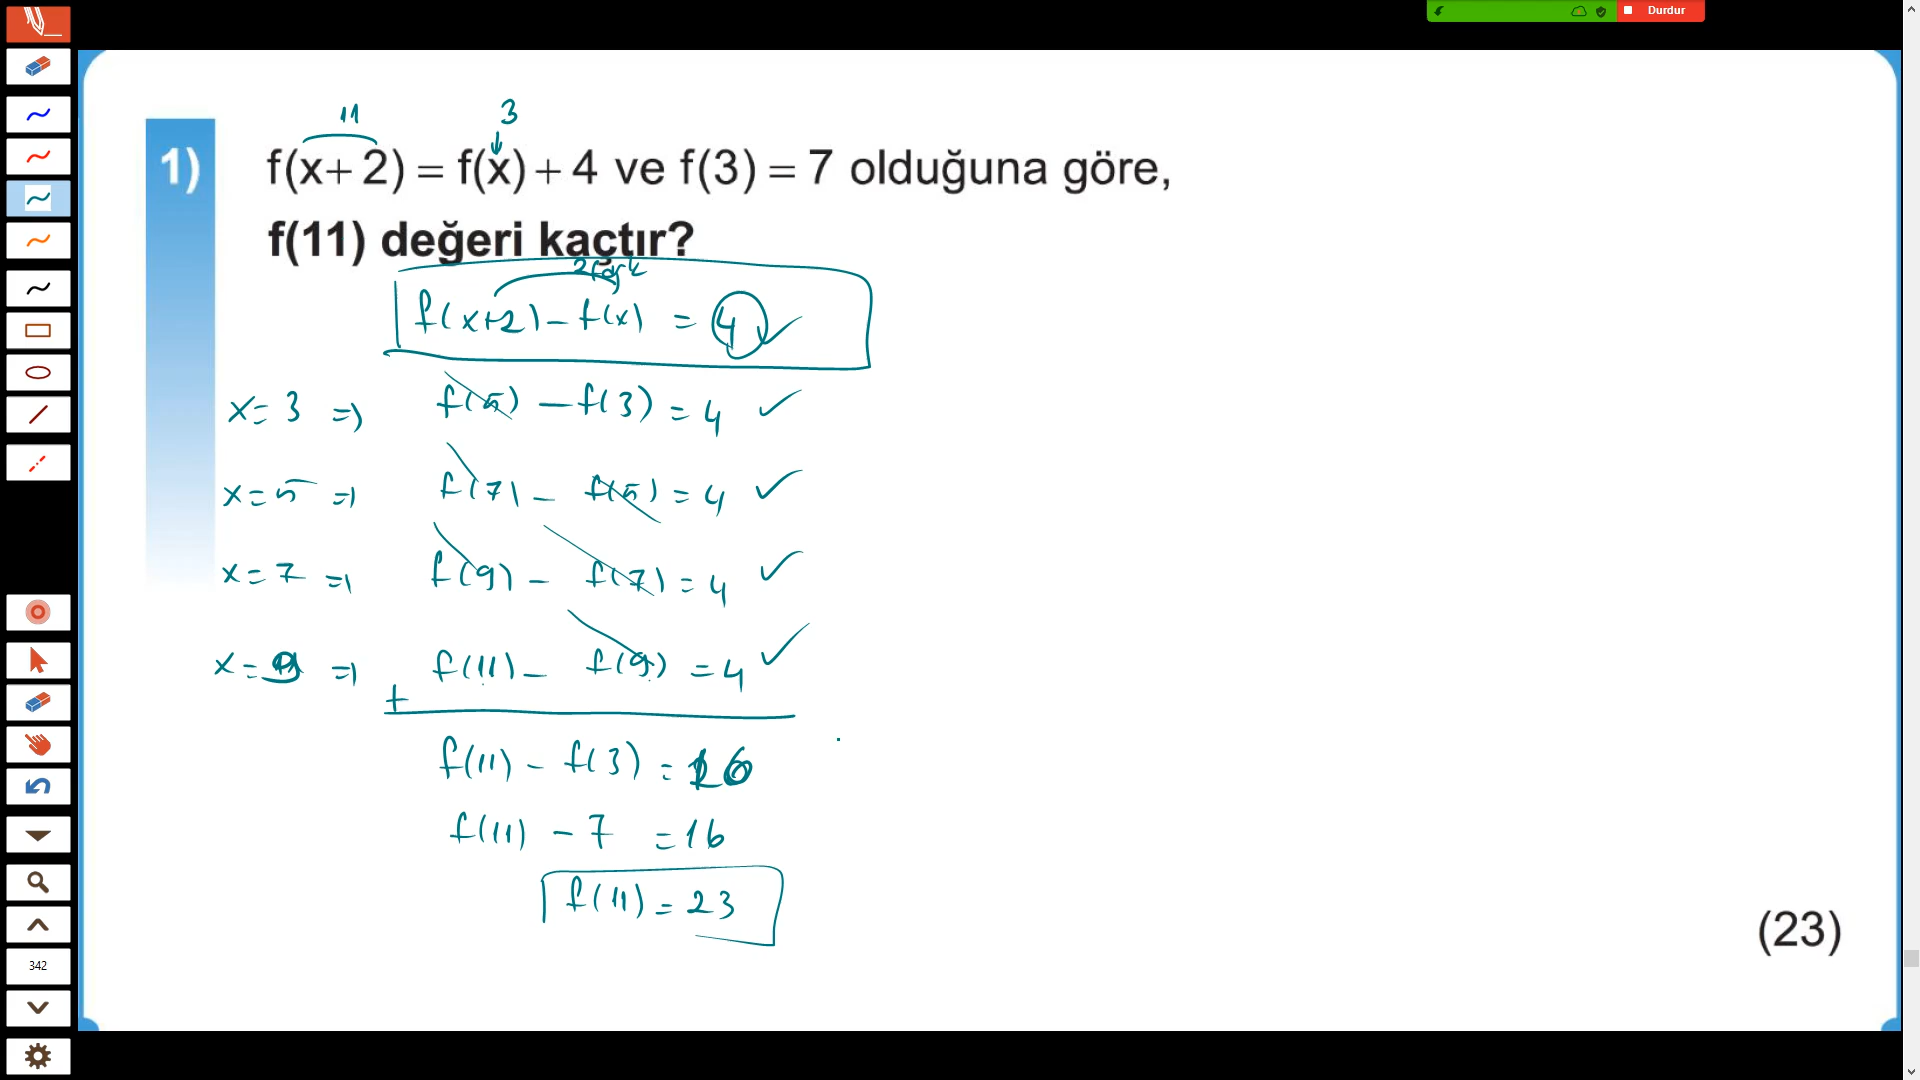 Durdur
11
3
1)
f(x+2) = f(x) + 4 ve f(3) = 7 olduğuna göre,
f(11) değeri kaçtır?
2 fark
f(x+2) - f(x) = 4 ✓
x=3 ⇒ f(5) - f(3) = 4 ✓
x=5 ⇒ f(7) - f(5) = 4 ✓
x=7 ⇒ f(9) - f(7) = 4 ✓
x=9 ⇒ f(11) - f(9) = 4 ✓
+
f(11) - f(3) = 16
f(11) - 7 = 16
f(11) = 23
(23)
342